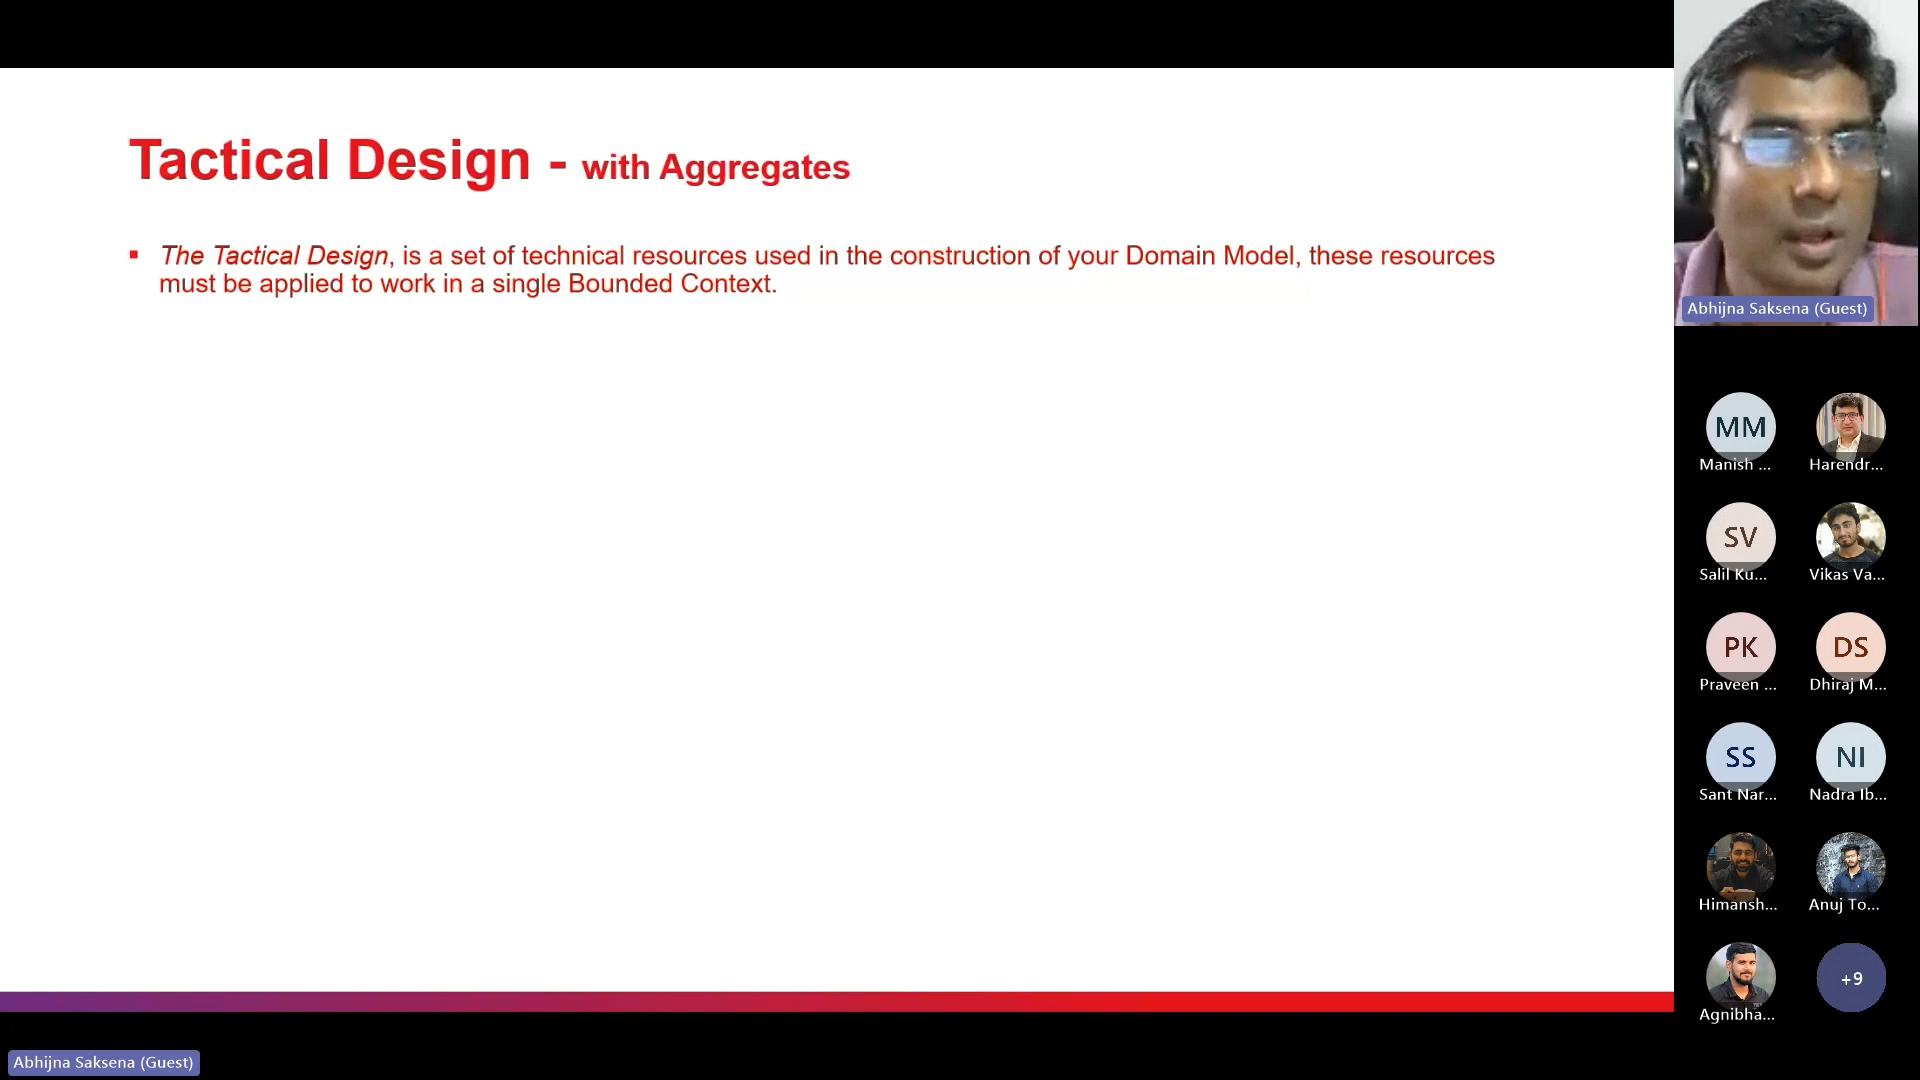 Tactical Design - with Aggregates
▪ The Tactical Design, is a set of technical resources used in the construction of your Domain Model, these resources
must be applied to work in a single Bounded Context.
Abhijna Saksena (Guest)
MM
Manish ...
Harendr...
SV
Salil Ku...
Vikas Va...
PK
Praveen ...
DS
Dhiraj M...
SS
Sant Nar...
NI
Nadra Ib...
Himansh...
Anuj To...
Agnibha...
+9
Abhijna Saksena (Guest)